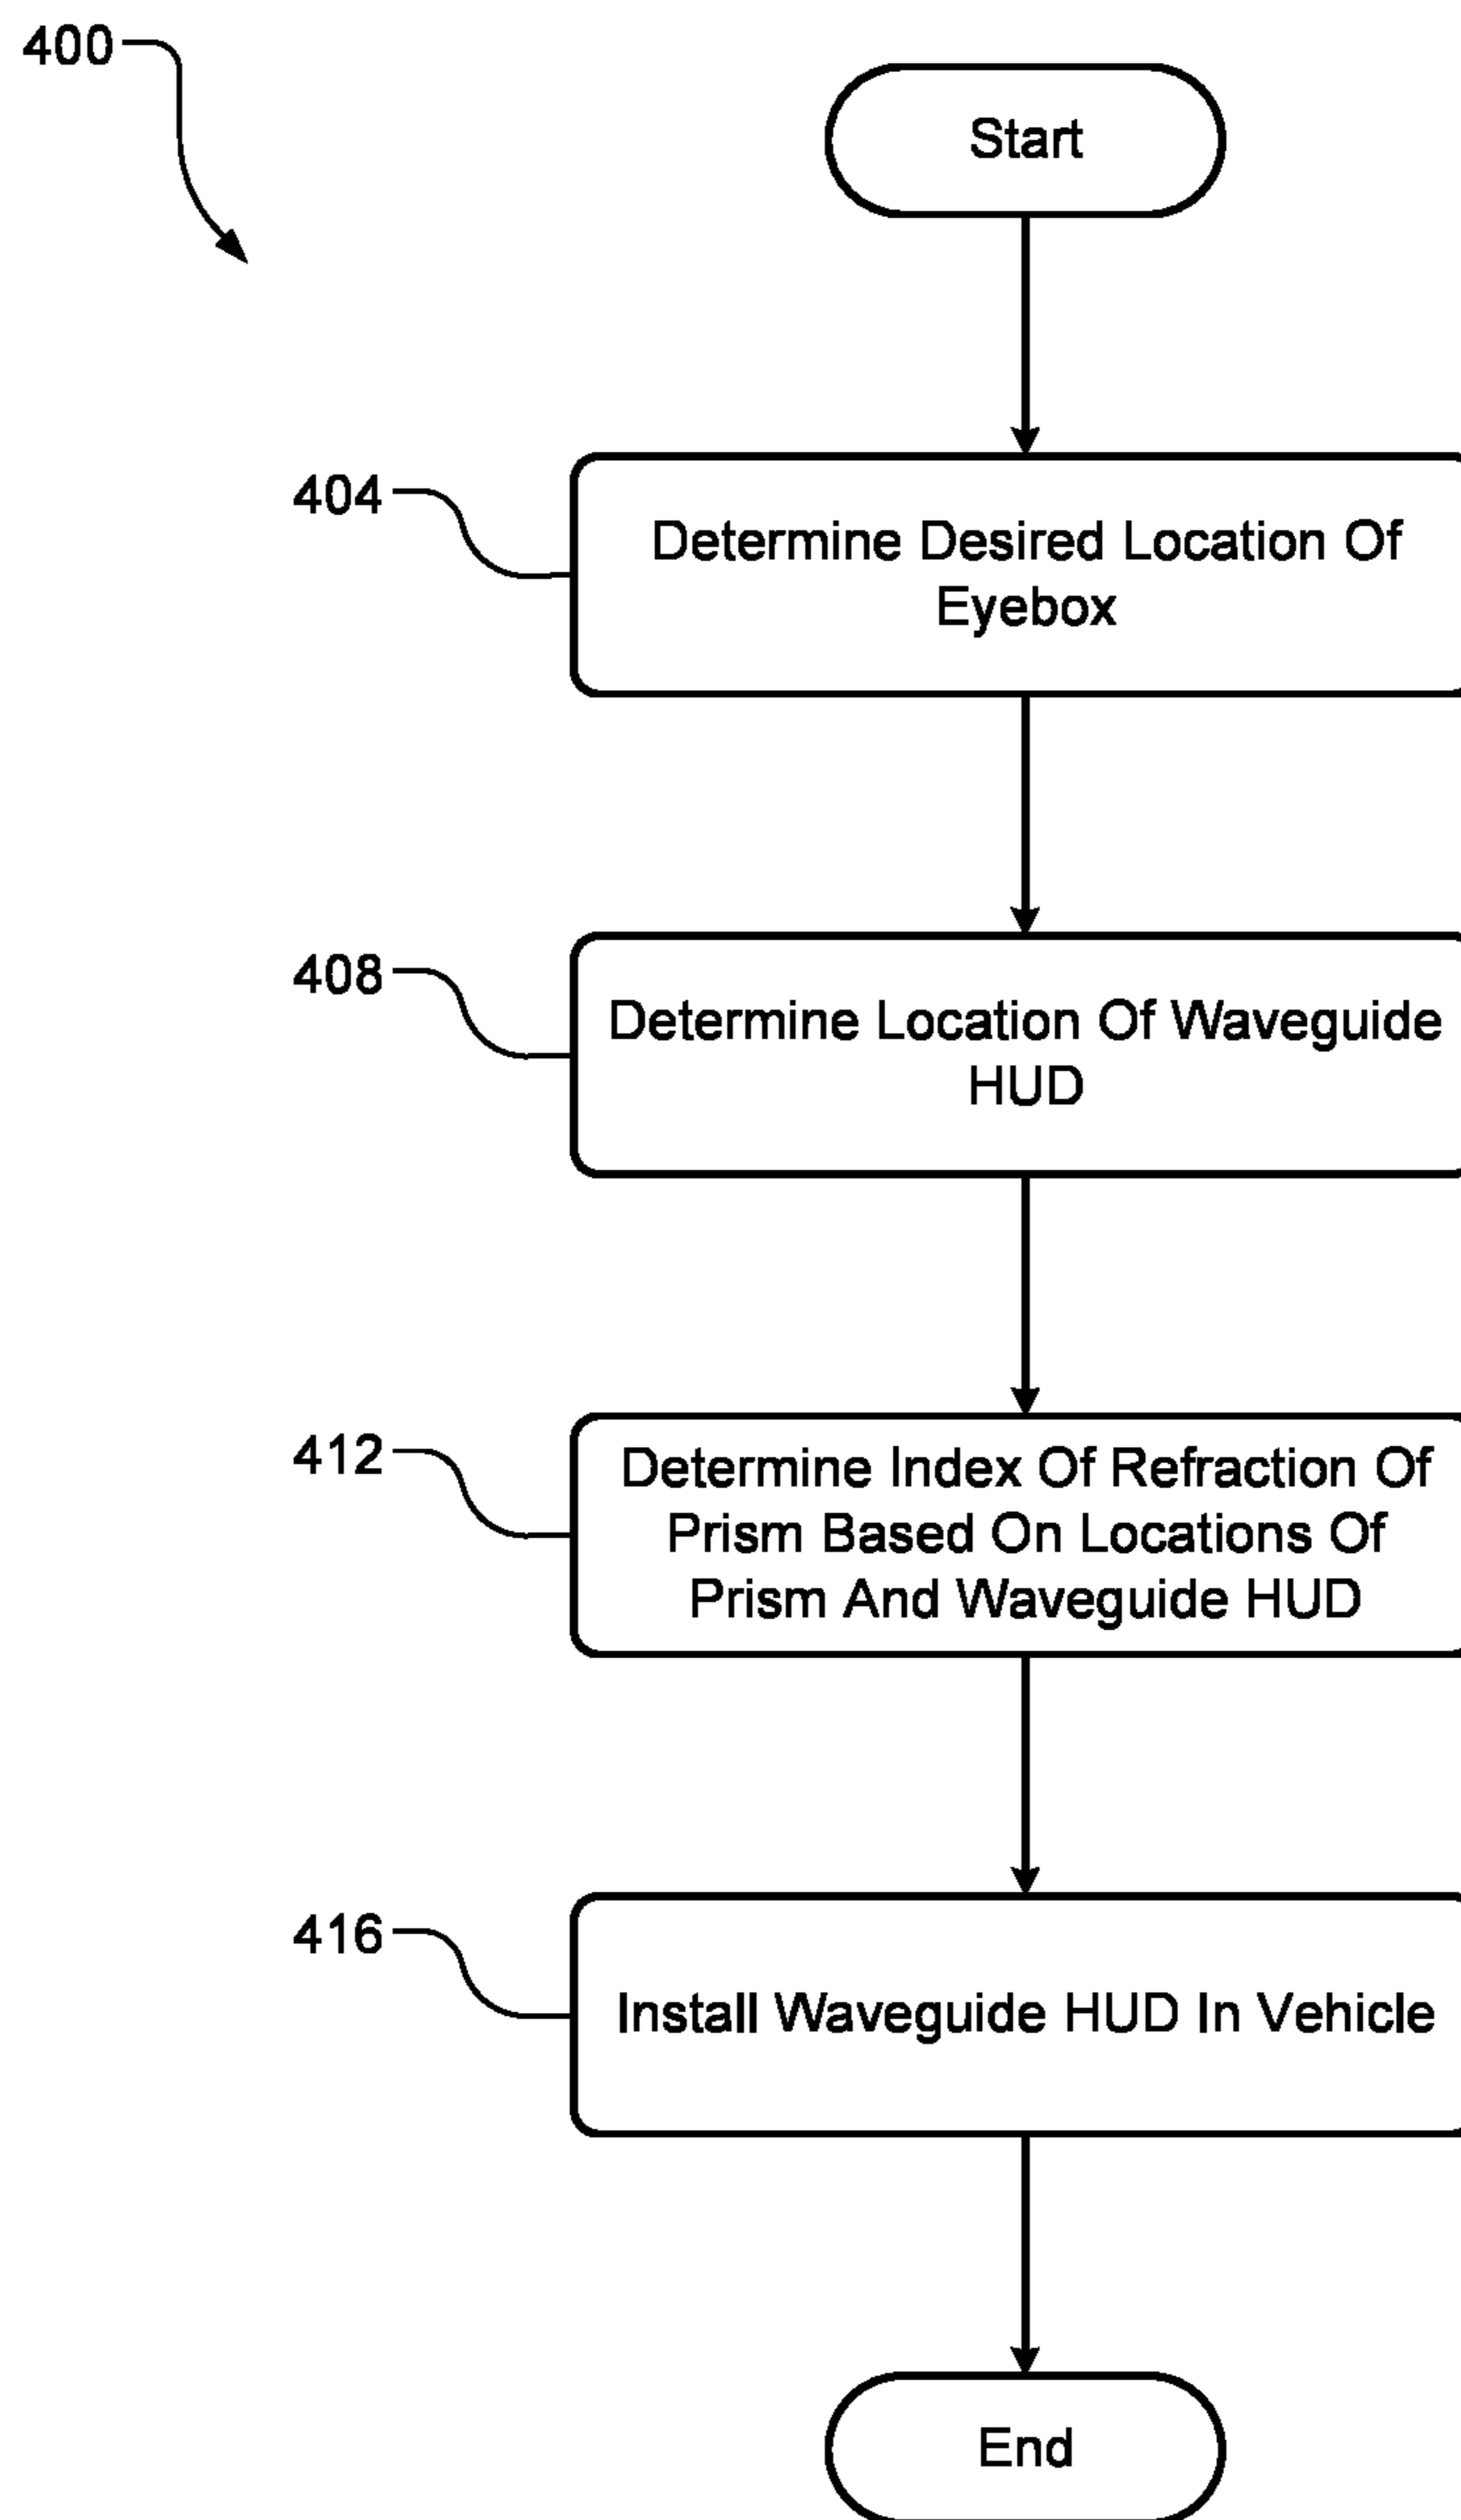 400
Start
404
Determine Desired Location Of
Eyebox
408
Determine Location Of Waveguide
HUD
412
Determine Index Of Refraction Of
Prism Based On Locations Of
Prism And Waveguide HUD
416
Install Waveguide HUD In Vehicle
End